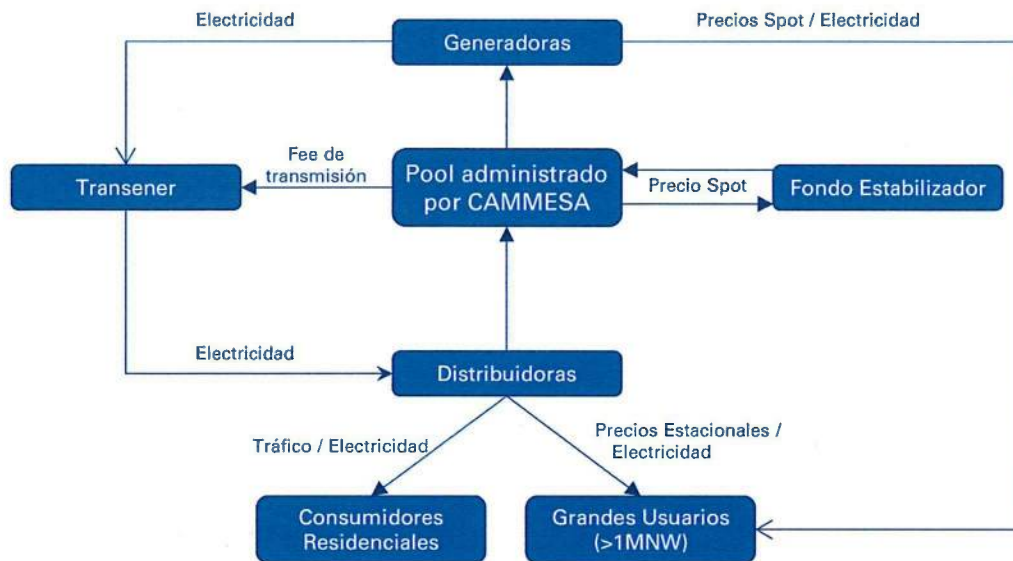 Electricidad
Generadoras
Precios Spot / Electricidad
Fee de
transmisión
Transener
Pool administrado
por CAMMESA
Precio Spot
Fondo Estabilizador
Electricidad
Distribuidoras
Tráfico / Electricidad
Precios Estacionales /
Electricidad
Consumidores
Residenciales
Grandes Usuarios
(>1MNW)